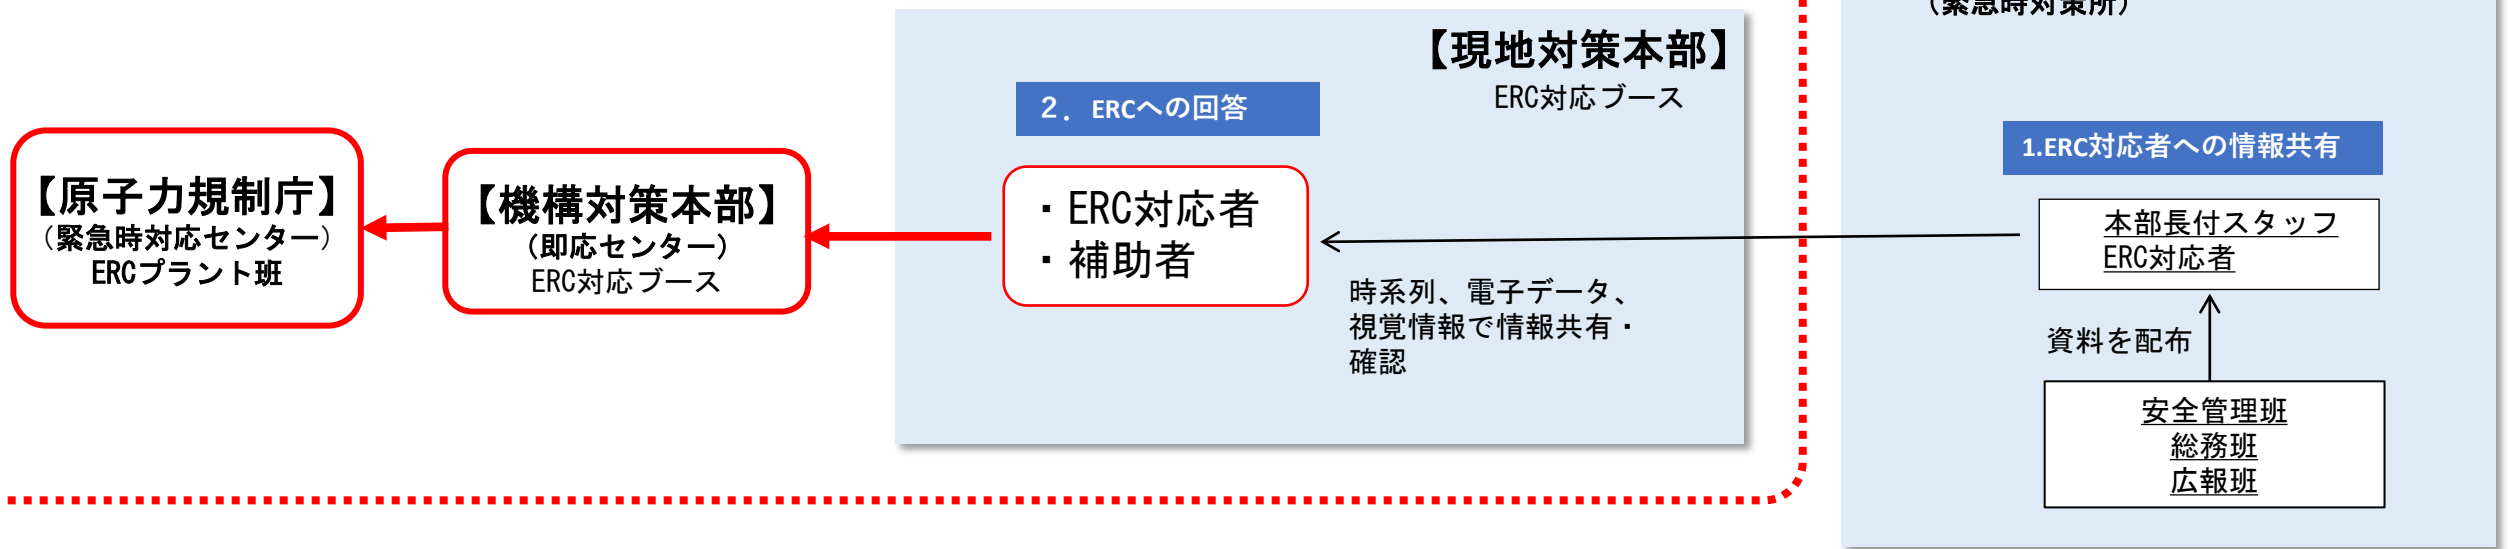 （緊急時対策所）
【現地対策本部】
ERC対応ブース
２．ERCへの回答
・ERC対応者
・補助者
【機構対策本部】
（即応センター）
ERC対応ブース
【原子力規制庁】
（緊急時対応センター）
ERCプラント班
時系列、電子データ、
視覚情報で情報共有・
確認
1.ERC対応者への情報共有
本部長付スタッフ
ERC対応者
資料を配布
安全管理班
総務班
広報班